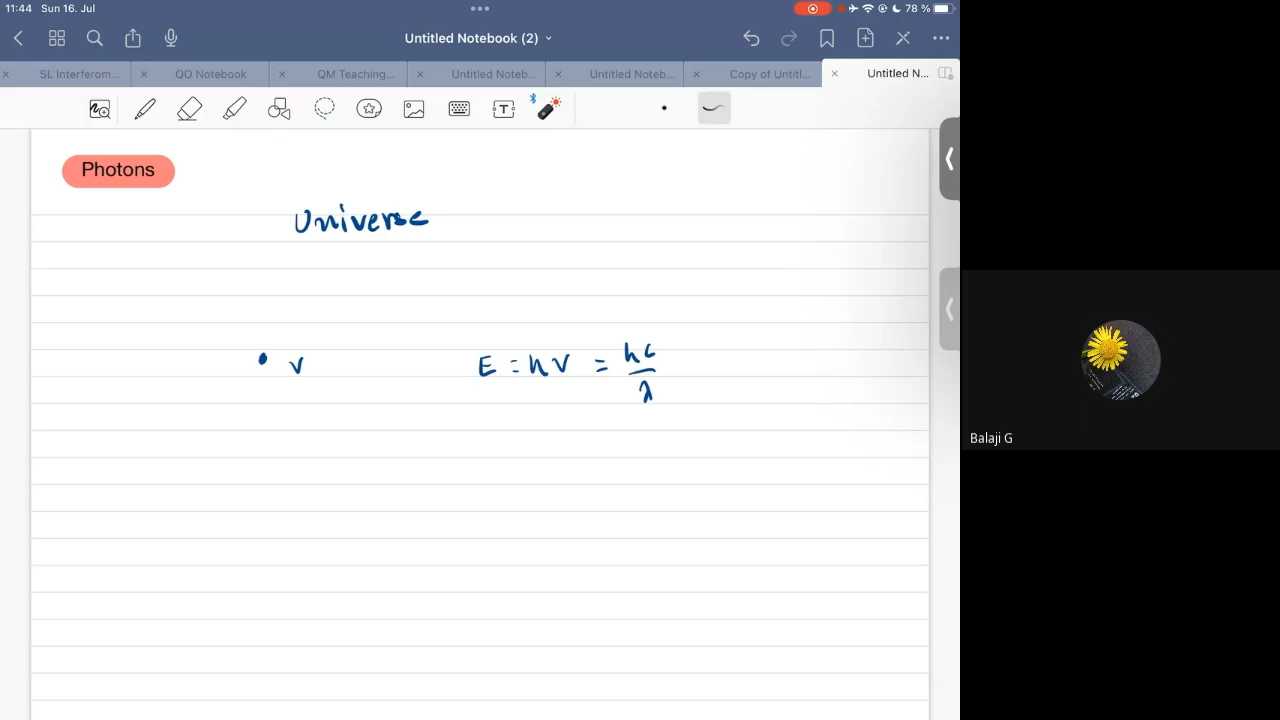 11:44 Sun 16. Jul
78 %
Untitled Notebook (2)
SL Interferom...
QO Notebook
QM Teaching...
Untitled Noteb...
Untitled Noteb...
Copy of Untitl...
Untitled N...
T
Photons
Universe
ν E = hν = hc/λ
Balaji G